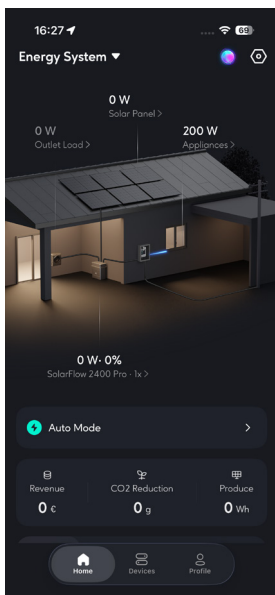 16:27
69
Energy System
0 W
Solar Panel >
0 W
Outlet Load >
200 W
Appliances >
0 W· 0%
SolarFlow 2400 Pro · 1x >
Auto Mode
Revenue
0 €
CO2 Reduction
0 g
Produce
0 Wh
Home
Devices
Profile